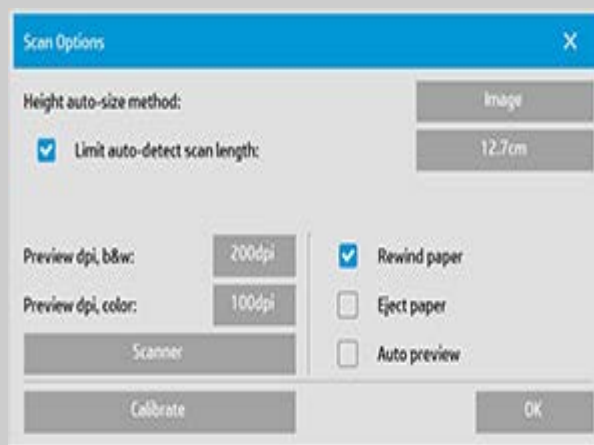 Scan Options X
Height auto-size method: Image
Limit auto-detect scan length: 12.7cm
Preview dpi, b&w: 200dpi
Rewind paper
Preview dpi, color: 100dpi
Eject paper
Scanner
Auto preview
Calibrate
OK